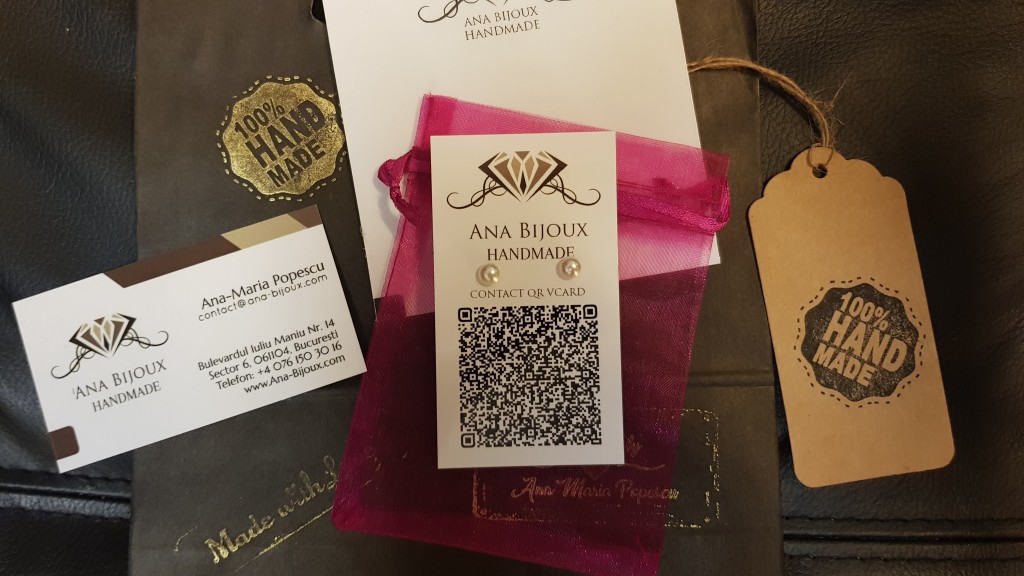 ANA BIJOUX
HANDMADE
100%
HAND
MADE
ANA BIJOUX
HANDMADE
CONTACT QR VCARD
Ana-Maria Popescu
contact@ana-bijoux.com
ANA BIJOUX
HANDMADE
Bulevardul Iuliu Maniu Nr. 14
Sector 6, 061104, Bucuresti
Telefon: +4 076 150 30 16
www.Ana-Bijoux.com
100%
HAND
MADE
Made with
Ana Maria Popescu